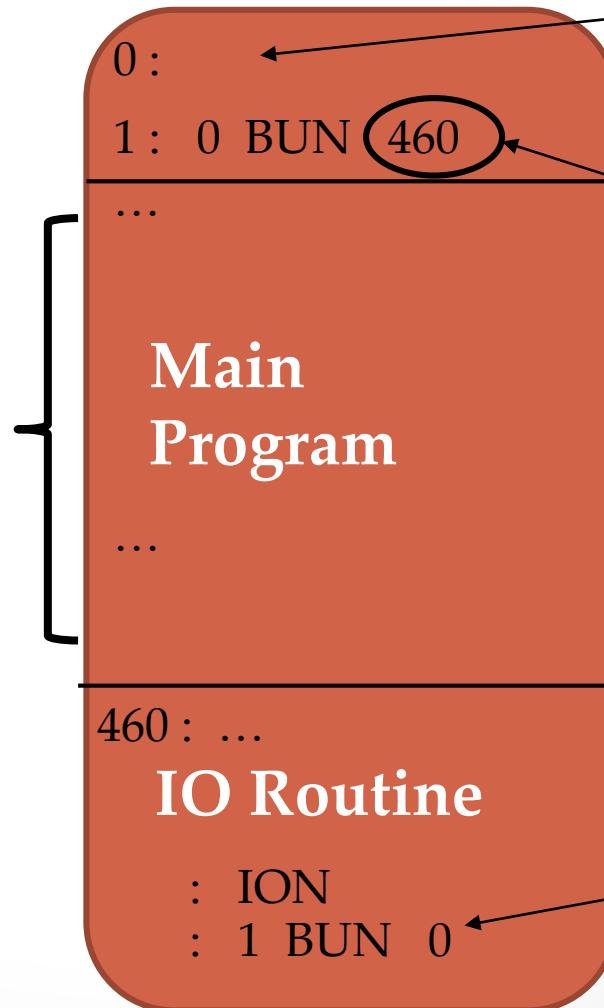 0 :
1 : 0 BUN 460
…
Main
Program
…
460 : …
IO Routine
: ION
: 1 BUN 0